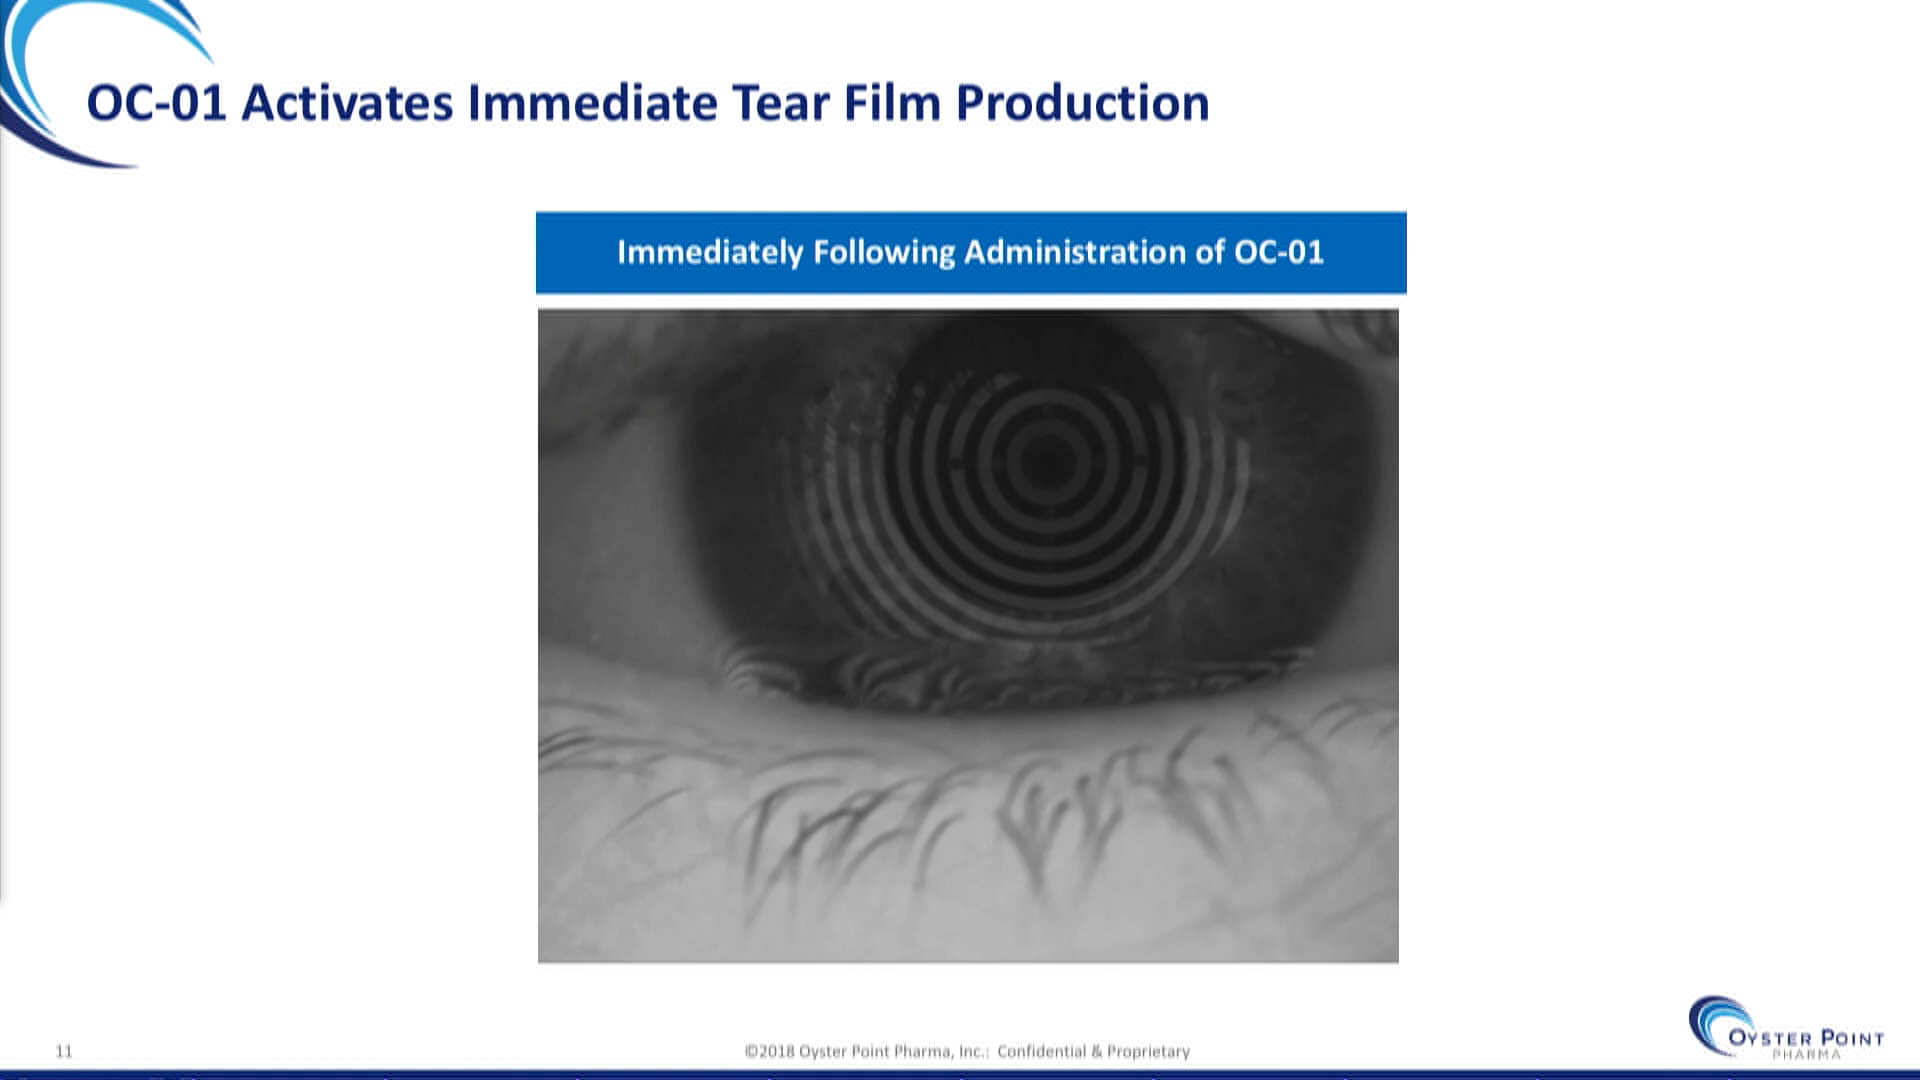 OC-01 Activates Immediate Tear Film Production
Immediately Following Administration of OC-01
11
©2018 Oyster Point Pharma, Inc.: Confidential & Proprietary
OYSTER POINT
PHARMA